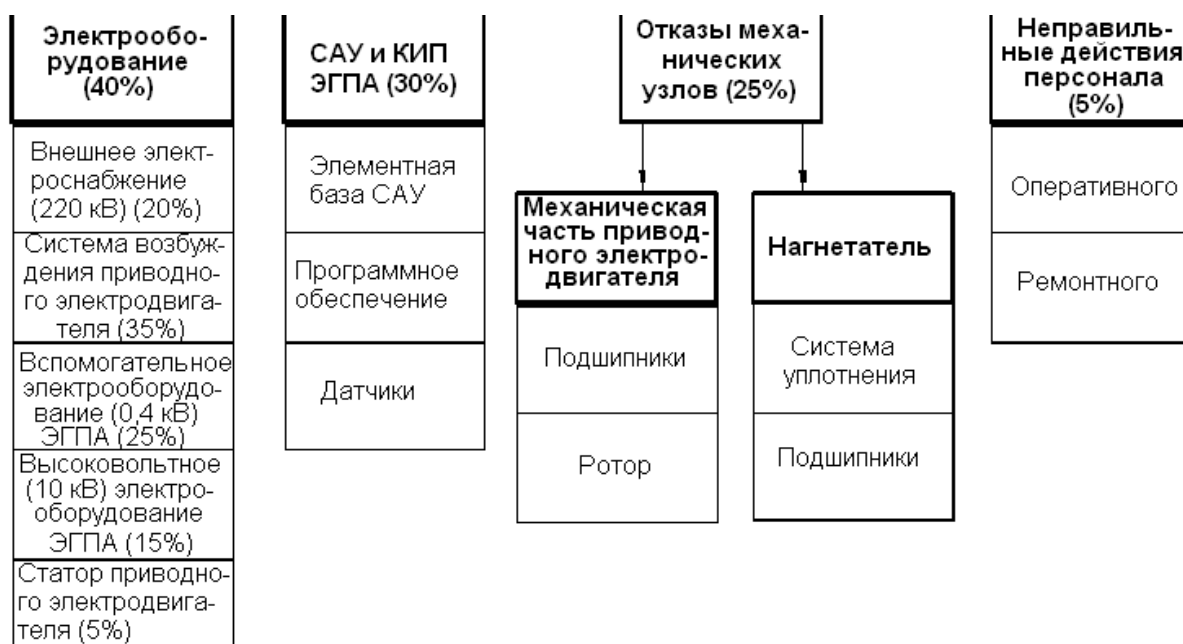 Электрообо-
рудование
(40%)
Внешнее элект-
роснабжение
(220 кВ) (20%)
Система возбуж-
дения приводно-
го электродвига-
теля (35%)
Вспомогательное
электрооборудо-
вание (0,4 кВ)
ЭГПА (25%)
Высоковольтное
(10 кВ) электро-
оборудование
ЭГПА (15%)
Статор приводно-
го электродвига-
теля (5%)
САУ и КИП
ЭГПА (30%)
Элементная
база САУ
Программное
обеспечение
Датчики
Отказы меха-
нических
узлов (25%)
Механическая
часть привод-
ного электро-
двигателя
Подшипники
Ротор
Нагнетатель
Система
уплотнения
Подшипники
Неправиль-
ные действия
персонала
(5%)
Оперативного
Ремонтного